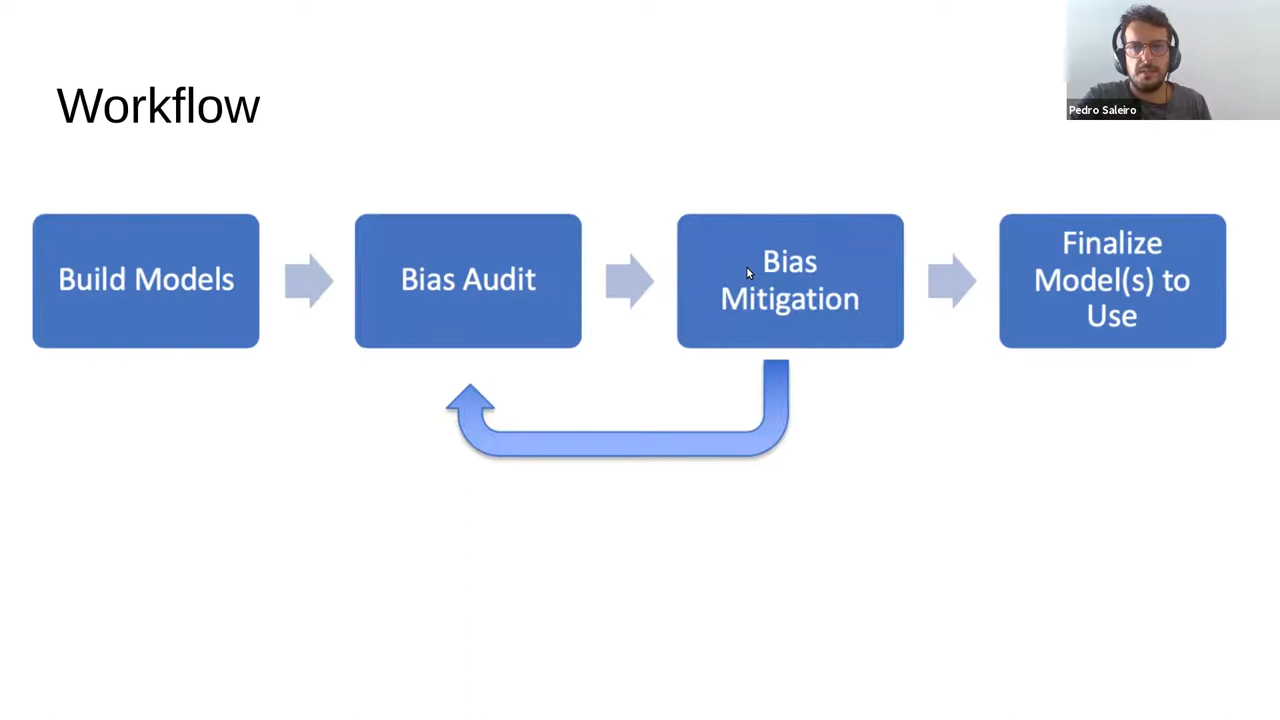 Pedro Saleiro
Workflow
Build Models
Bias Audit
Bias
Mitigation
Finalize
Model(s) to
Use